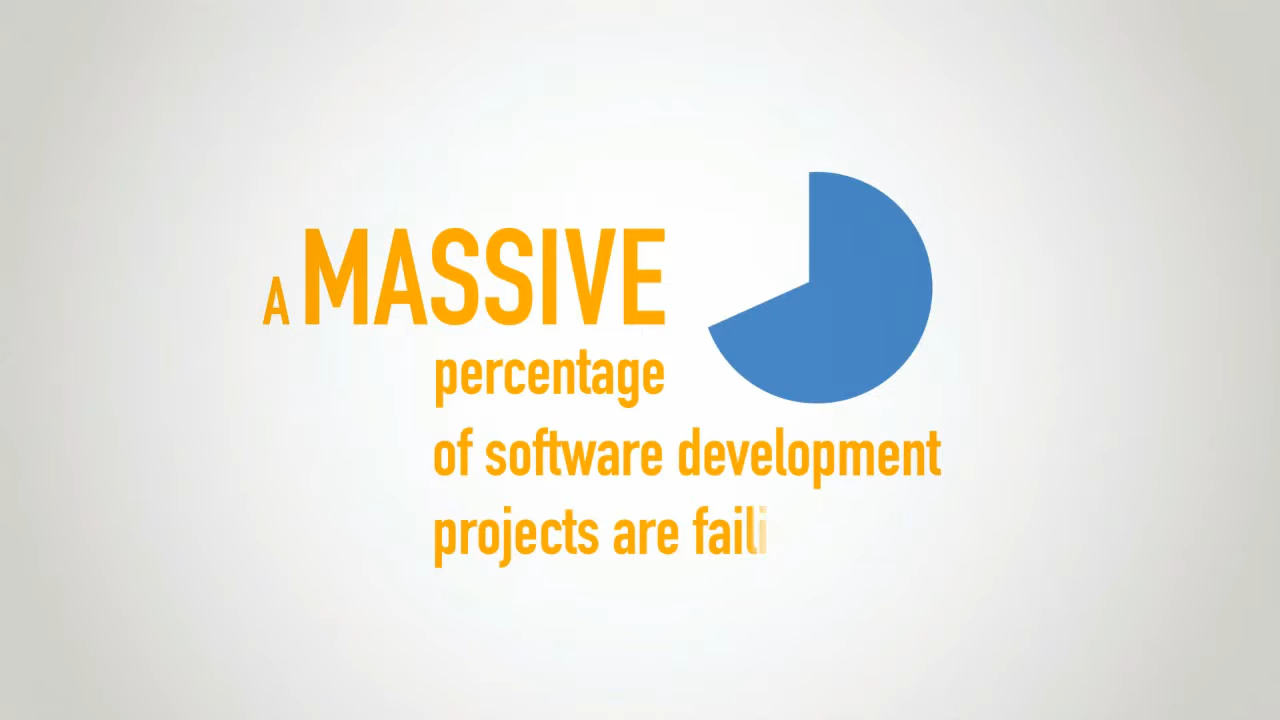 A MASSIVE
percentage
of software development
projects are faili